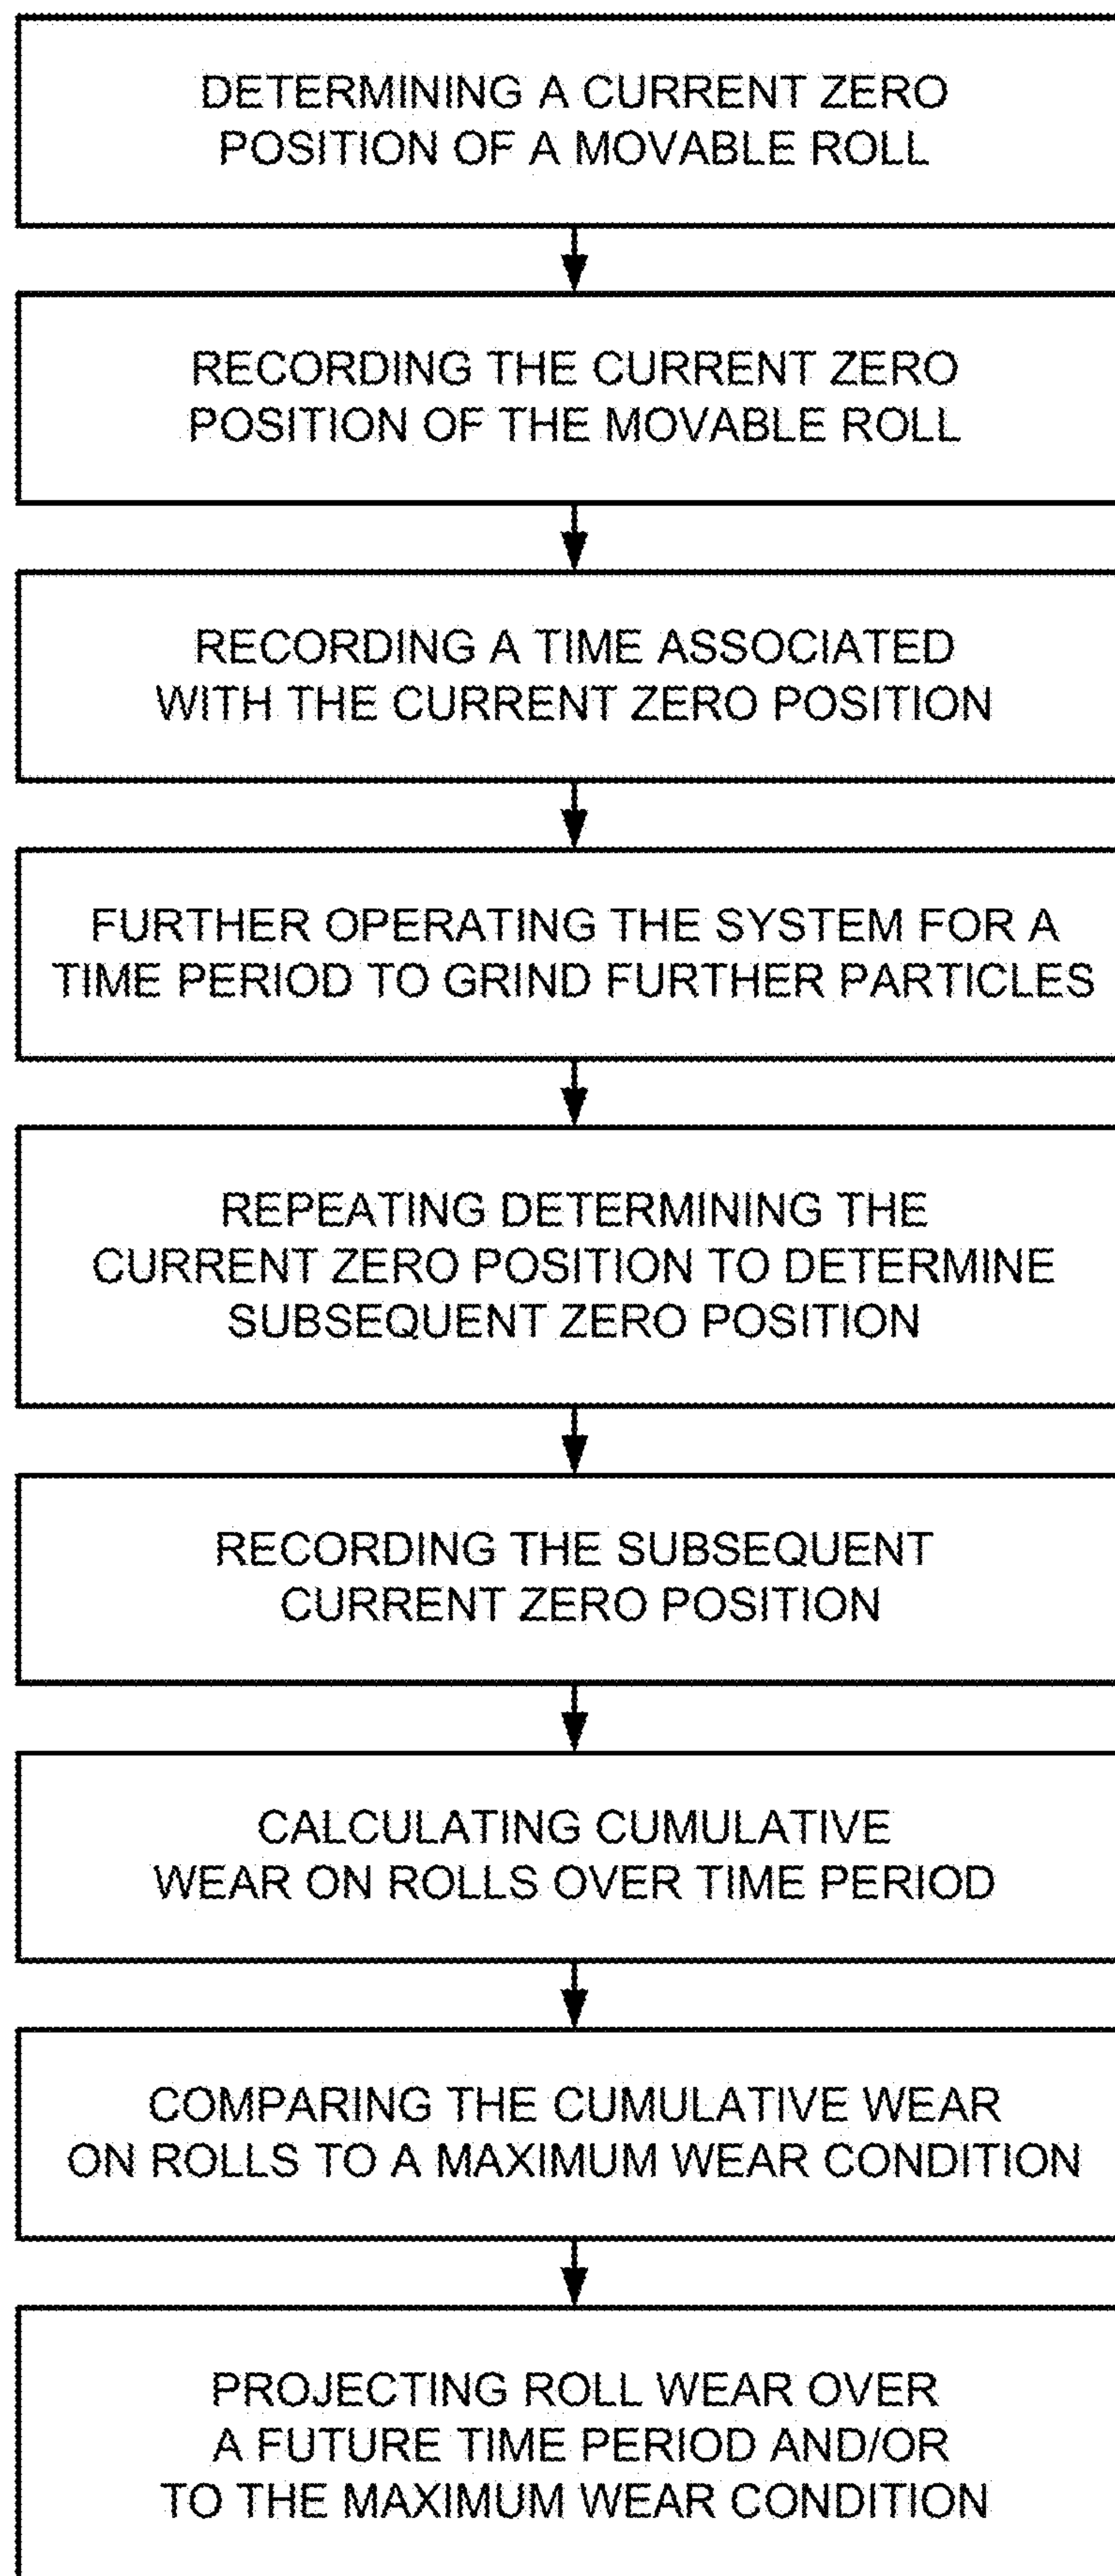 DETERMINING A CURRENT ZERO
POSITION OF A MOVABLE ROLL
RECORDING THE CURRENT ZERO
POSITION OF THE MOVABLE ROLL
RECORDING A TIME ASSOCIATED
WITH THE CURRENT ZERO POSITION
FURTHER OPERATING THE SYSTEM FOR A
TIME PERIOD TO GRIND FURTHER PARTICLES
REPEATING DETERMINING THE
CURRENT ZERO POSITION TO DETERMINE
SUBSEQUENT ZERO POSITION
RECORDING THE SUBSEQUENT
CURRENT ZERO POSITION
CALCULATING CUMULATIVE
WEAR ON ROLLS OVER TIME PERIOD
COMPARING THE CUMULATIVE WEAR
ON ROLLS TO A MAXIMUM WEAR CONDITION
PROJECTING ROLL WEAR OVER
A FUTURE TIME PERIOD AND/OR
TO THE MAXIMUM WEAR CONDITION